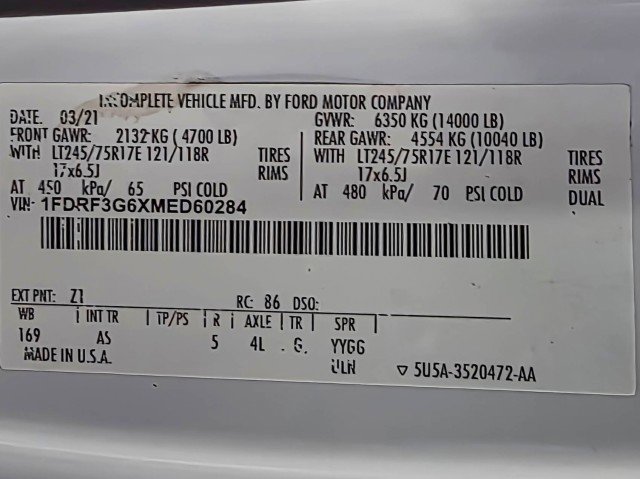 INCOMPLETE VEHICLE MFD. BY FORD MOTOR COMPANY
DATE: 03/21 GVWR: 6350 KG (14000 LB)
FRONT GAWR: 2132 KG (4700 LB) REAR GAWR: 4554 KG (10040 LB)
WITH LT245/75R17E 121/118R TIRES WITH LT245/75R17E 121/118R TIRES
17x6.5J RIMS 17x6.5J RIMS
AT 450 kPa/ 65 PSI COLD AT 480 kPa/ 70 PSI COLD DUAL
VIN: 1FDRF3G6XMED60284
EXT PNT: Z1 RC: 86 DSO:
WB | INT TR | TP/PS | R | AXLE | TR | SPR |
169 AS 5 4L . G. YYGG
MADE IN U.S.A. ULN ▽ 5U5A-3520472-AA